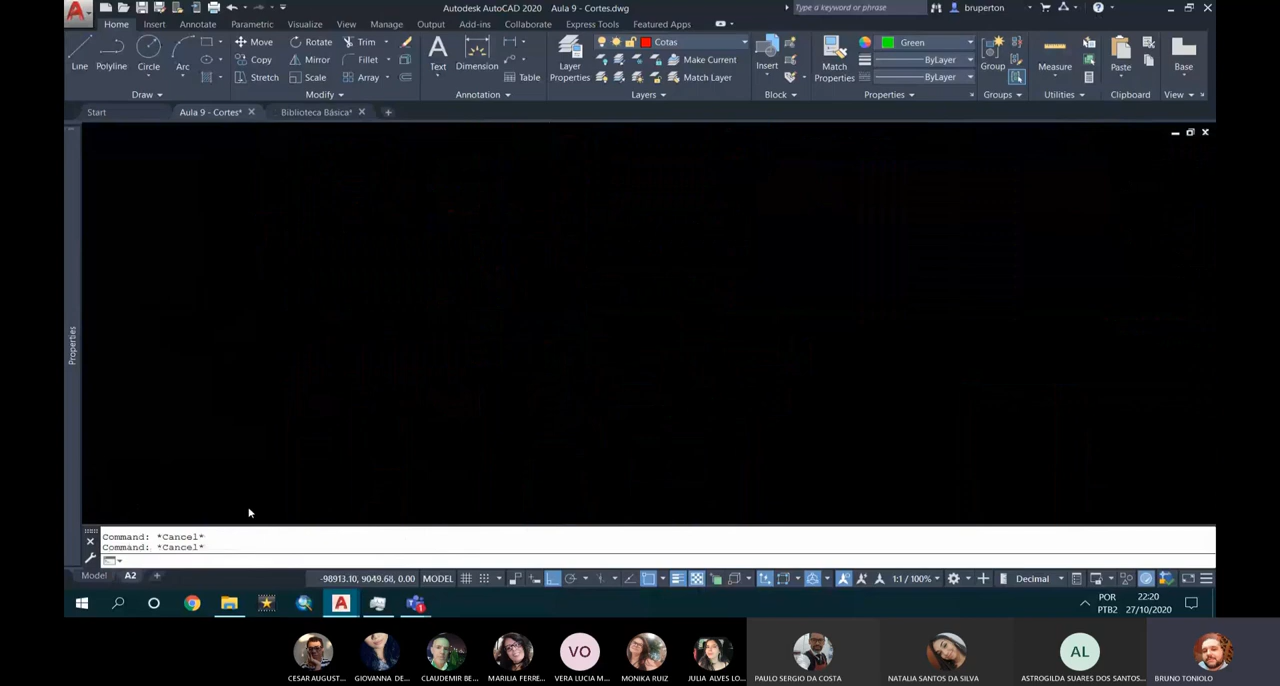 Autodesk AutoCAD 2020 Aula 9 - Cortes.dwg
Type a keyword or phrase
bruperton
Home Insert Annotate Parametric Visualize View Manage Output Add-ins Collaborate Express Tools Featured Apps
Line Polyline Circle Arc
Move Rotate Trim
Copy Mirror Fillet
Stretch Scale Array
Text Dimension
Table
Layer Properties
Cotas
Make Current
Match Layer
Insert
Match Properties
Green
ByLayer
ByLayer
Group
Measure
Paste
Base
Draw Modify Annotation Layers Block Properties Groups Utilities Clipboard View
Start Aula 9 - Cortes* Biblioteca Básica*
Properties
Command: *Cancel*
Command: *Cancel*
Model A2
-98913.10, 9049.68, 0.00 MODEL
1:1 / 100%
Decimal
POR
PTB2
22:20
27/10/2020
A
1
VO
AL
CESAR AUGUST... GIOVANNA DE... CLAUDEMIR BE... MARILIA FERRE... VERA LUCIA M... MONIKA RUIZ JULIA ALVES LO... PAULO SERGIO DA COSTA NATALIA SANTOS DA SILVA ASTROGILDA SUARES DOS SANTOS... BRUNO TONIOLO